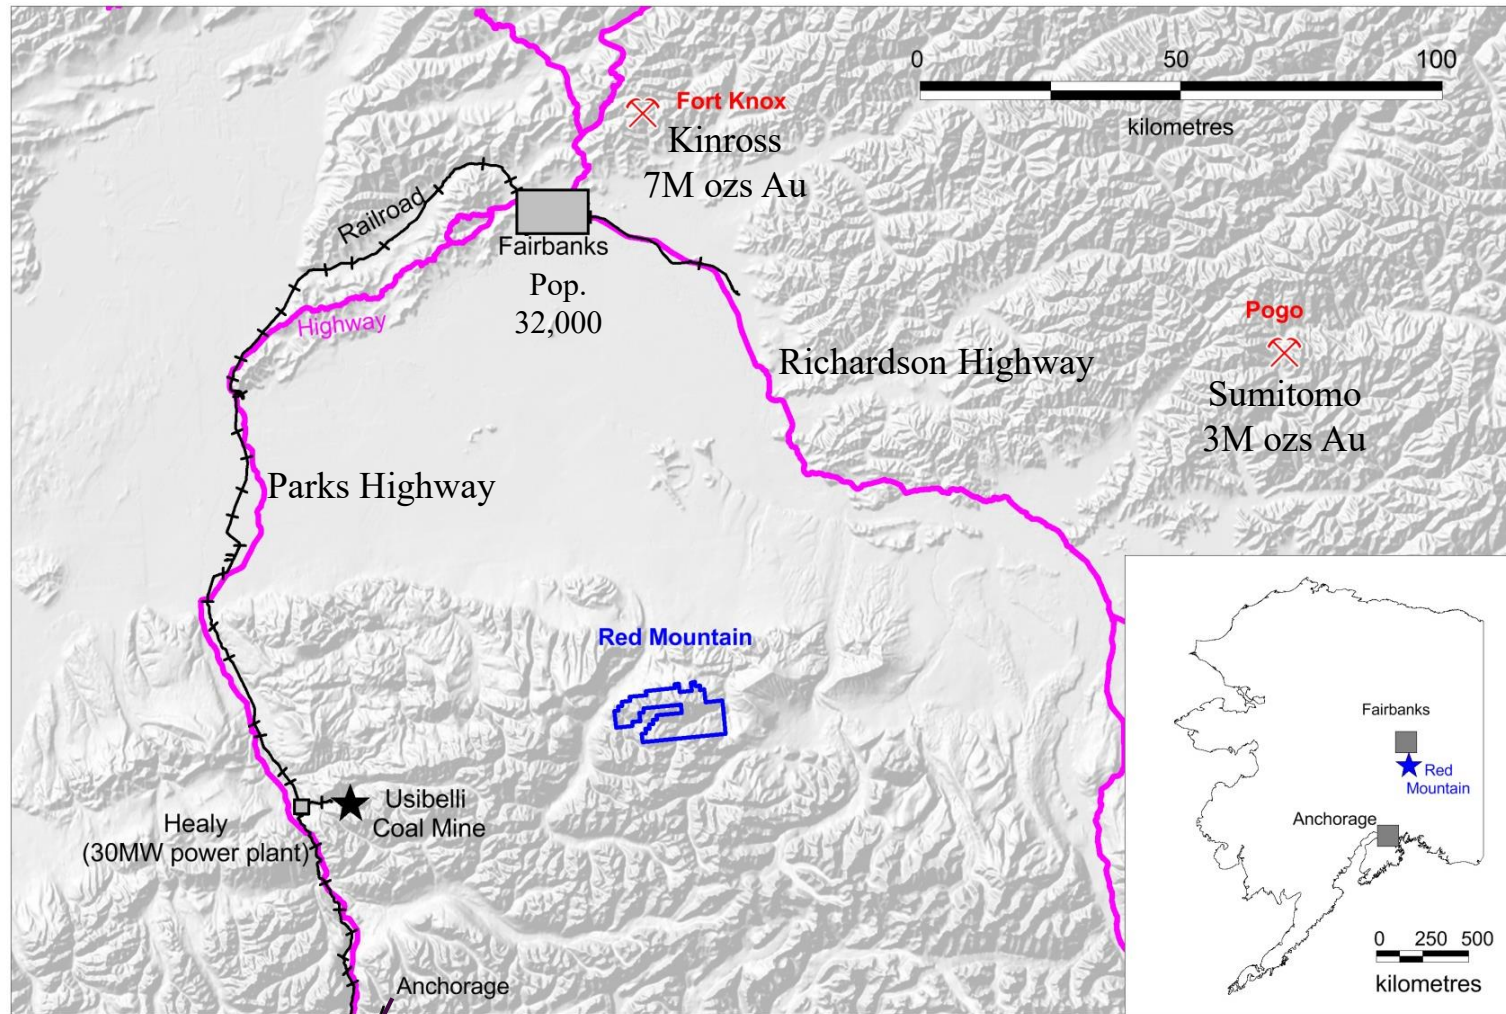 0 50 100
kilometres
Fort Knox
Kinross
7M ozs Au
Railroad
Fairbanks
Pop.
32,000
Highway
Pogo
Richardson Highway
Sumitomo
3M ozs Au
Parks Highway
Red Mountain
Usibelli
Coal Mine
Healy
(30MW power plant)
Anchorage
Fairbanks
Red
Mountain
Anchorage
0 250 500
kilometres